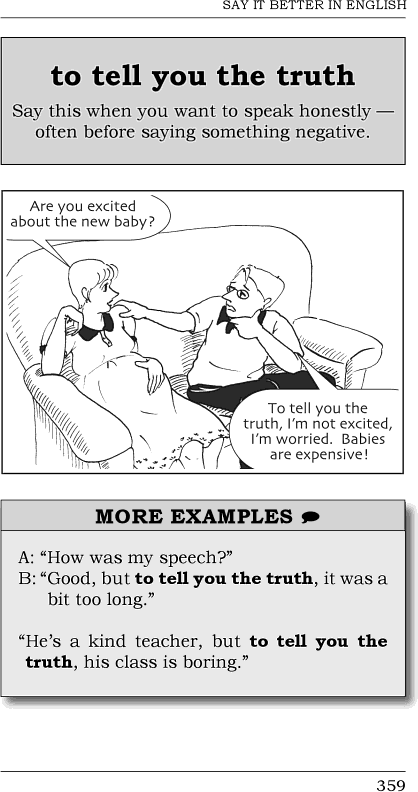 SAY IT BETTER IN ENGLISH
to tell you the truth
Say this when you want to speak honestly —
often before saying something negative.
Are you excited
about the new baby?
To tell you the
truth, I'm not excited,
I'm worried.  Babies
are expensive!
MORE EXAMPLES
A: “How was my speech?”
B: “Good, but to tell you the truth, it was a
bit too long.”
“He's a kind teacher, but to tell you the
truth, his class is boring.”
359